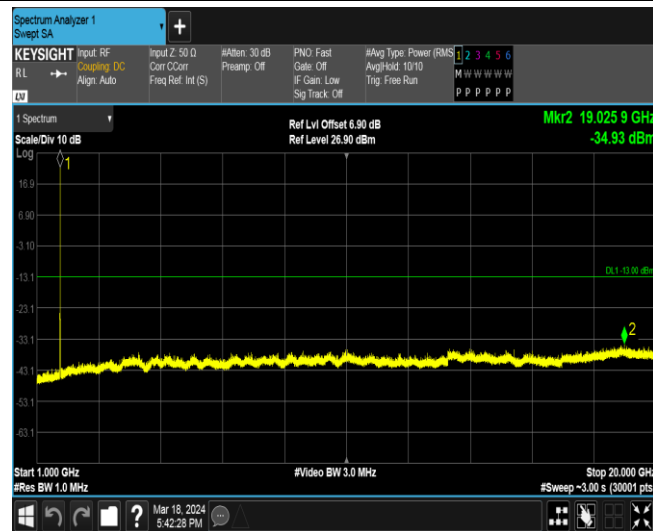 Spectrum Analyzer 1
Swept SA
+
KEYSIGHT
RL
LXI
Input: RF
Coupling: DC
Align: Auto
Input Z: 50 Ω
Corr CCorr
Freq Ref: Int (S)
#Atten: 30 dB
Preamp: Off
PNO: Fast
Gate: Off
IF Gain: Low
Sig Track: Off
#Avg Type: Power (RMS
Avg|Hold: 10/10
Trig: Free Run
1 2 3 4 5 6
M W W W W W
P P P P P P
1 Spectrum
Scale/Div 10 dB
Ref Lvl Offset 6.90 dB
Ref Level 26.90 dBm
Mkr2 19.025 9 GHz
-34.93 dBm
Log
1
16.9
6.90
-3.10
-13.1
DL1 -13.00 dBm
-23.1
-33.1
2
-43.1
-53.1
-63.1
Start 1.000 GHz
#Video BW 3.0 MHz
Stop 20.000 GHz
#Res BW 1.0 MHz
#Sweep ~3.00 s (30001 pts
?
Mar 18, 2024
5:42:28 PM